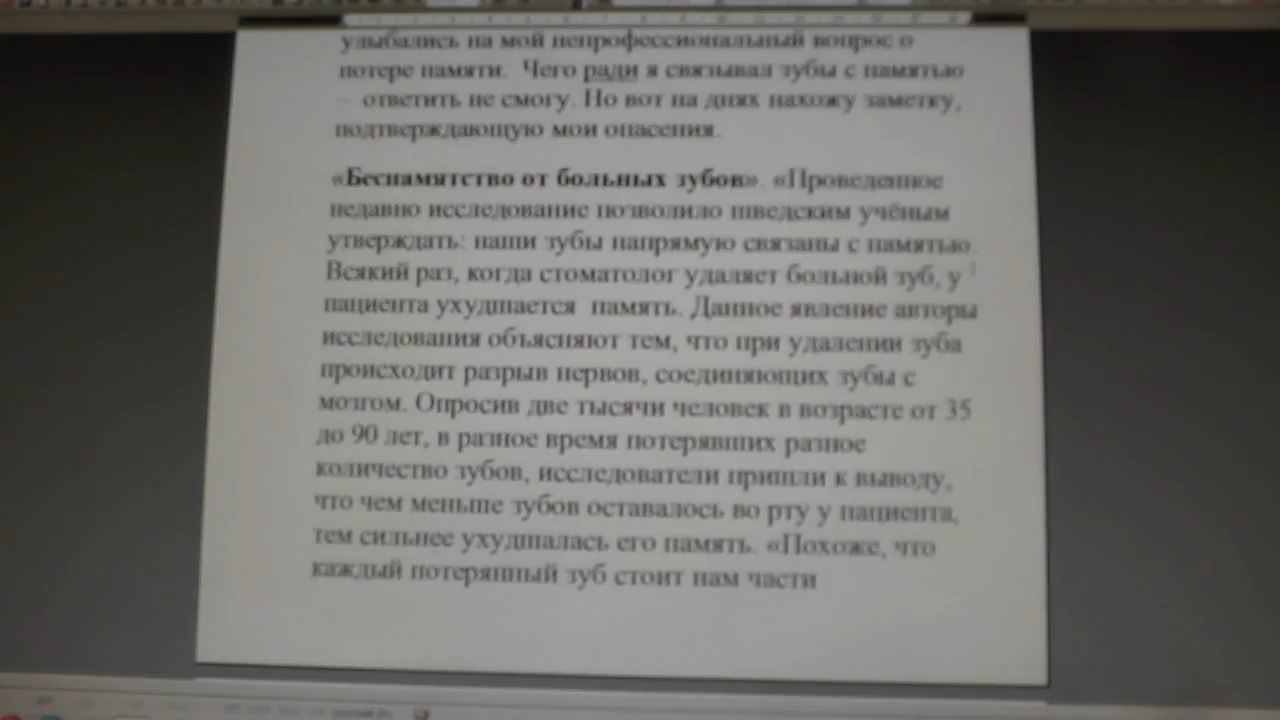 улыбались на мой непрофессиональный вопрос о
потере памяти. Чего ради я связывал зубы с памятью
– ответить не смогу. Но вот на днях нахожу заметку,
подтверждающую мои опасения.
«Беспамятство от больных зубов». «Проведенное
недавно исследование позволило шведским учёным
утверждать: наши зубы напрямую связаны с памятью.
Всякий раз, когда стоматолог удаляет больной зуб, у
пациента ухудшается память. Данное явление авторы
исследования объясняют тем, что при удалении зуба
происходит разрыв нервов, соединяющих зубы с
мозгом. Опросив две тысячи человек в возрасте от 35
до 90 лет, в разное время потерявших разное
количество зубов, исследователи пришли к выводу,
что чем меньше зубов оставалось во рту у пациента,
тем сильнее ухудшалась его память. «Похоже, что
каждый потерянный зуб стоит нам части